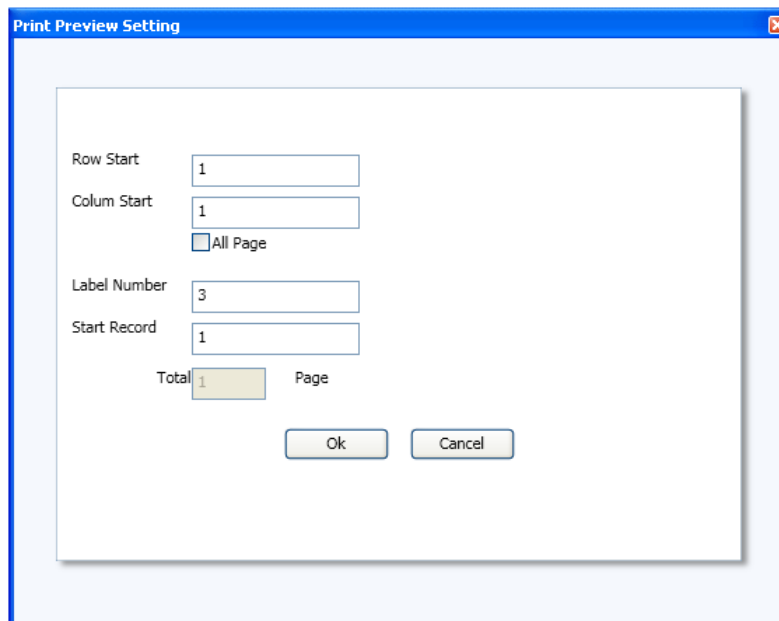 Print Preview Setting
Row Start 1
Colum Start 1
All Page
Label Number 3
Start Record 1
Total 1 Page
Ok Cancel